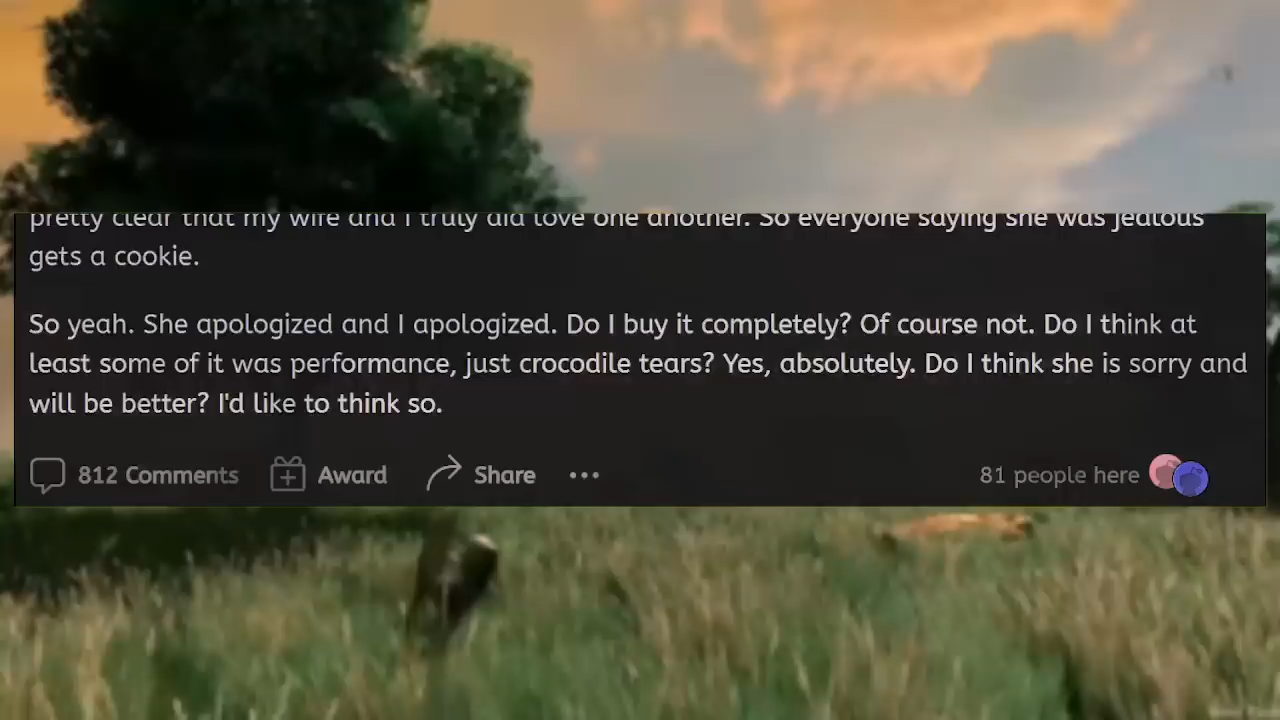 pretty clear that my wife and I truly did love one another. So everyone saying she was jealous
gets a cookie.
So yeah. She apologized and I apologized. Do I buy it completely? Of course not. Do I think at
least some of it was performance, just crocodile tears? Yes, absolutely. Do I think she is sorry and
will be better? I'd like to think so.
812 Comments Award Share 81 people here